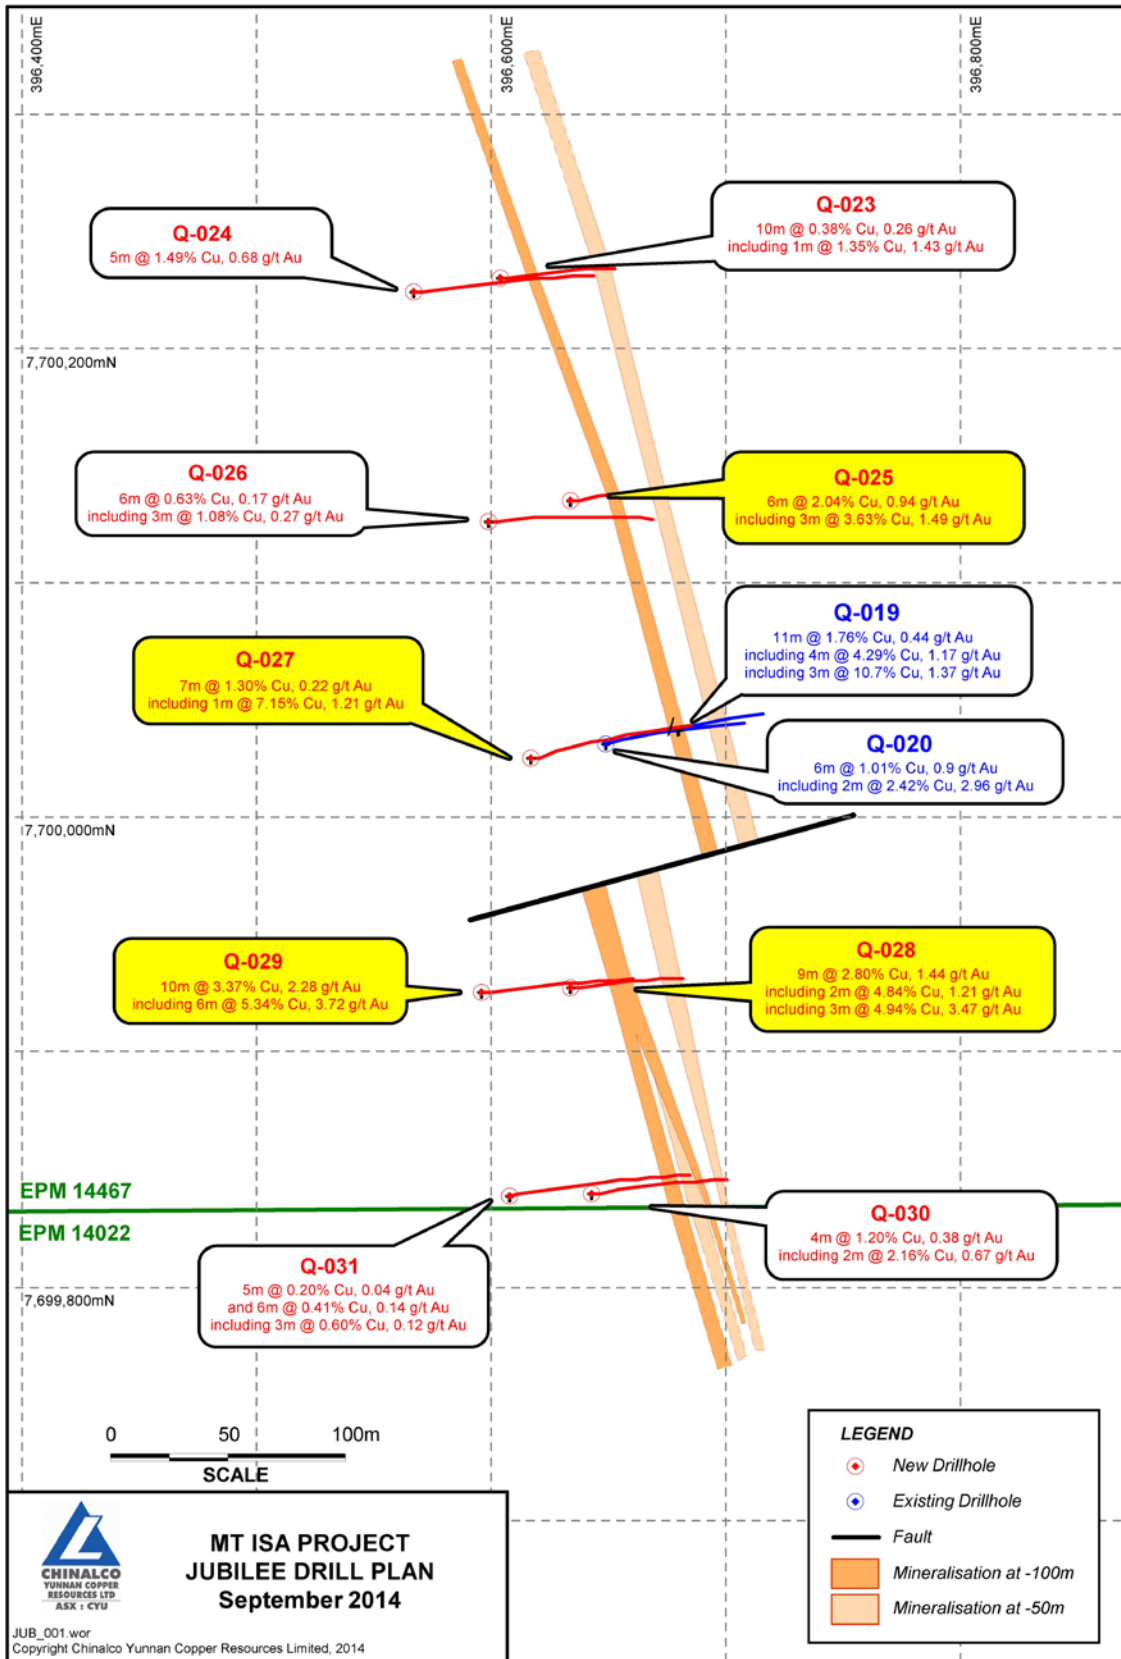 396,400mE
396,600mE
396,800mE
Q-023
10m @ 0.38% Cu, 0.26 g/t Au
including 1m @ 1.35% Cu, 1.43 g/t Au
Q-024
5m @ 1.49% Cu, 0.68 g/t Au
7,700,200mN
Q-026
6m @ 0.63% Cu, 0.17 g/t Au
including 3m @ 1.08% Cu, 0.27 g/t Au
Q-025
6m @ 2.04% Cu, 0.94 g/t Au
including 3m @ 3.63% Cu, 1.49 g/t Au
Q-019
11m @ 1.76% Cu, 0.44 g/t Au
including 4m @ 4.29% Cu, 1.17 g/t Au
including 3m @ 10.7% Cu, 1.37 g/t Au
Q-027
7m @ 1.30% Cu, 0.22 g/t Au
including 1m @ 7.15% Cu, 1.21 g/t Au
Q-020
6m @ 1.01% Cu, 0.9 g/t Au
including 2m @ 2.42% Cu, 2.96 g/t Au
7,700,000mN
Q-029
10m @ 3.37% Cu, 2.28 g/t Au
including 6m @ 5.34% Cu, 3.72 g/t Au
Q-028
9m @ 2.80% Cu, 1.44 g/t Au
including 2m @ 4.84% Cu, 1.21 g/t Au
including 3m @ 4.94% Cu, 3.47 g/t Au
EPM 14467
EPM 14022
Q-030
4m @ 1.20% Cu, 0.38 g/t Au
including 2m @ 2.16% Cu, 0.67 g/t Au
Q-031
5m @ 0.20% Cu, 0.04 g/t Au
and 6m @ 0.41% Cu, 0.14 g/t Au
including 3m @ 0.60% Cu, 0.12 g/t Au
7,699,800mN
0 50 100m
SCALE
LEGEND
New Drillhole
Existing Drillhole
Fault
Mineralisation at -100m
Mineralisation at -50m
CHINALCO
YUNNAN COPPER
RESOURCES LTD
ASX : CYU
MT ISA PROJECT
JUBILEE DRILL PLAN
September 2014
JUB_001.wor
Copyright Chinalco Yunnan Copper Resources Limited, 2014